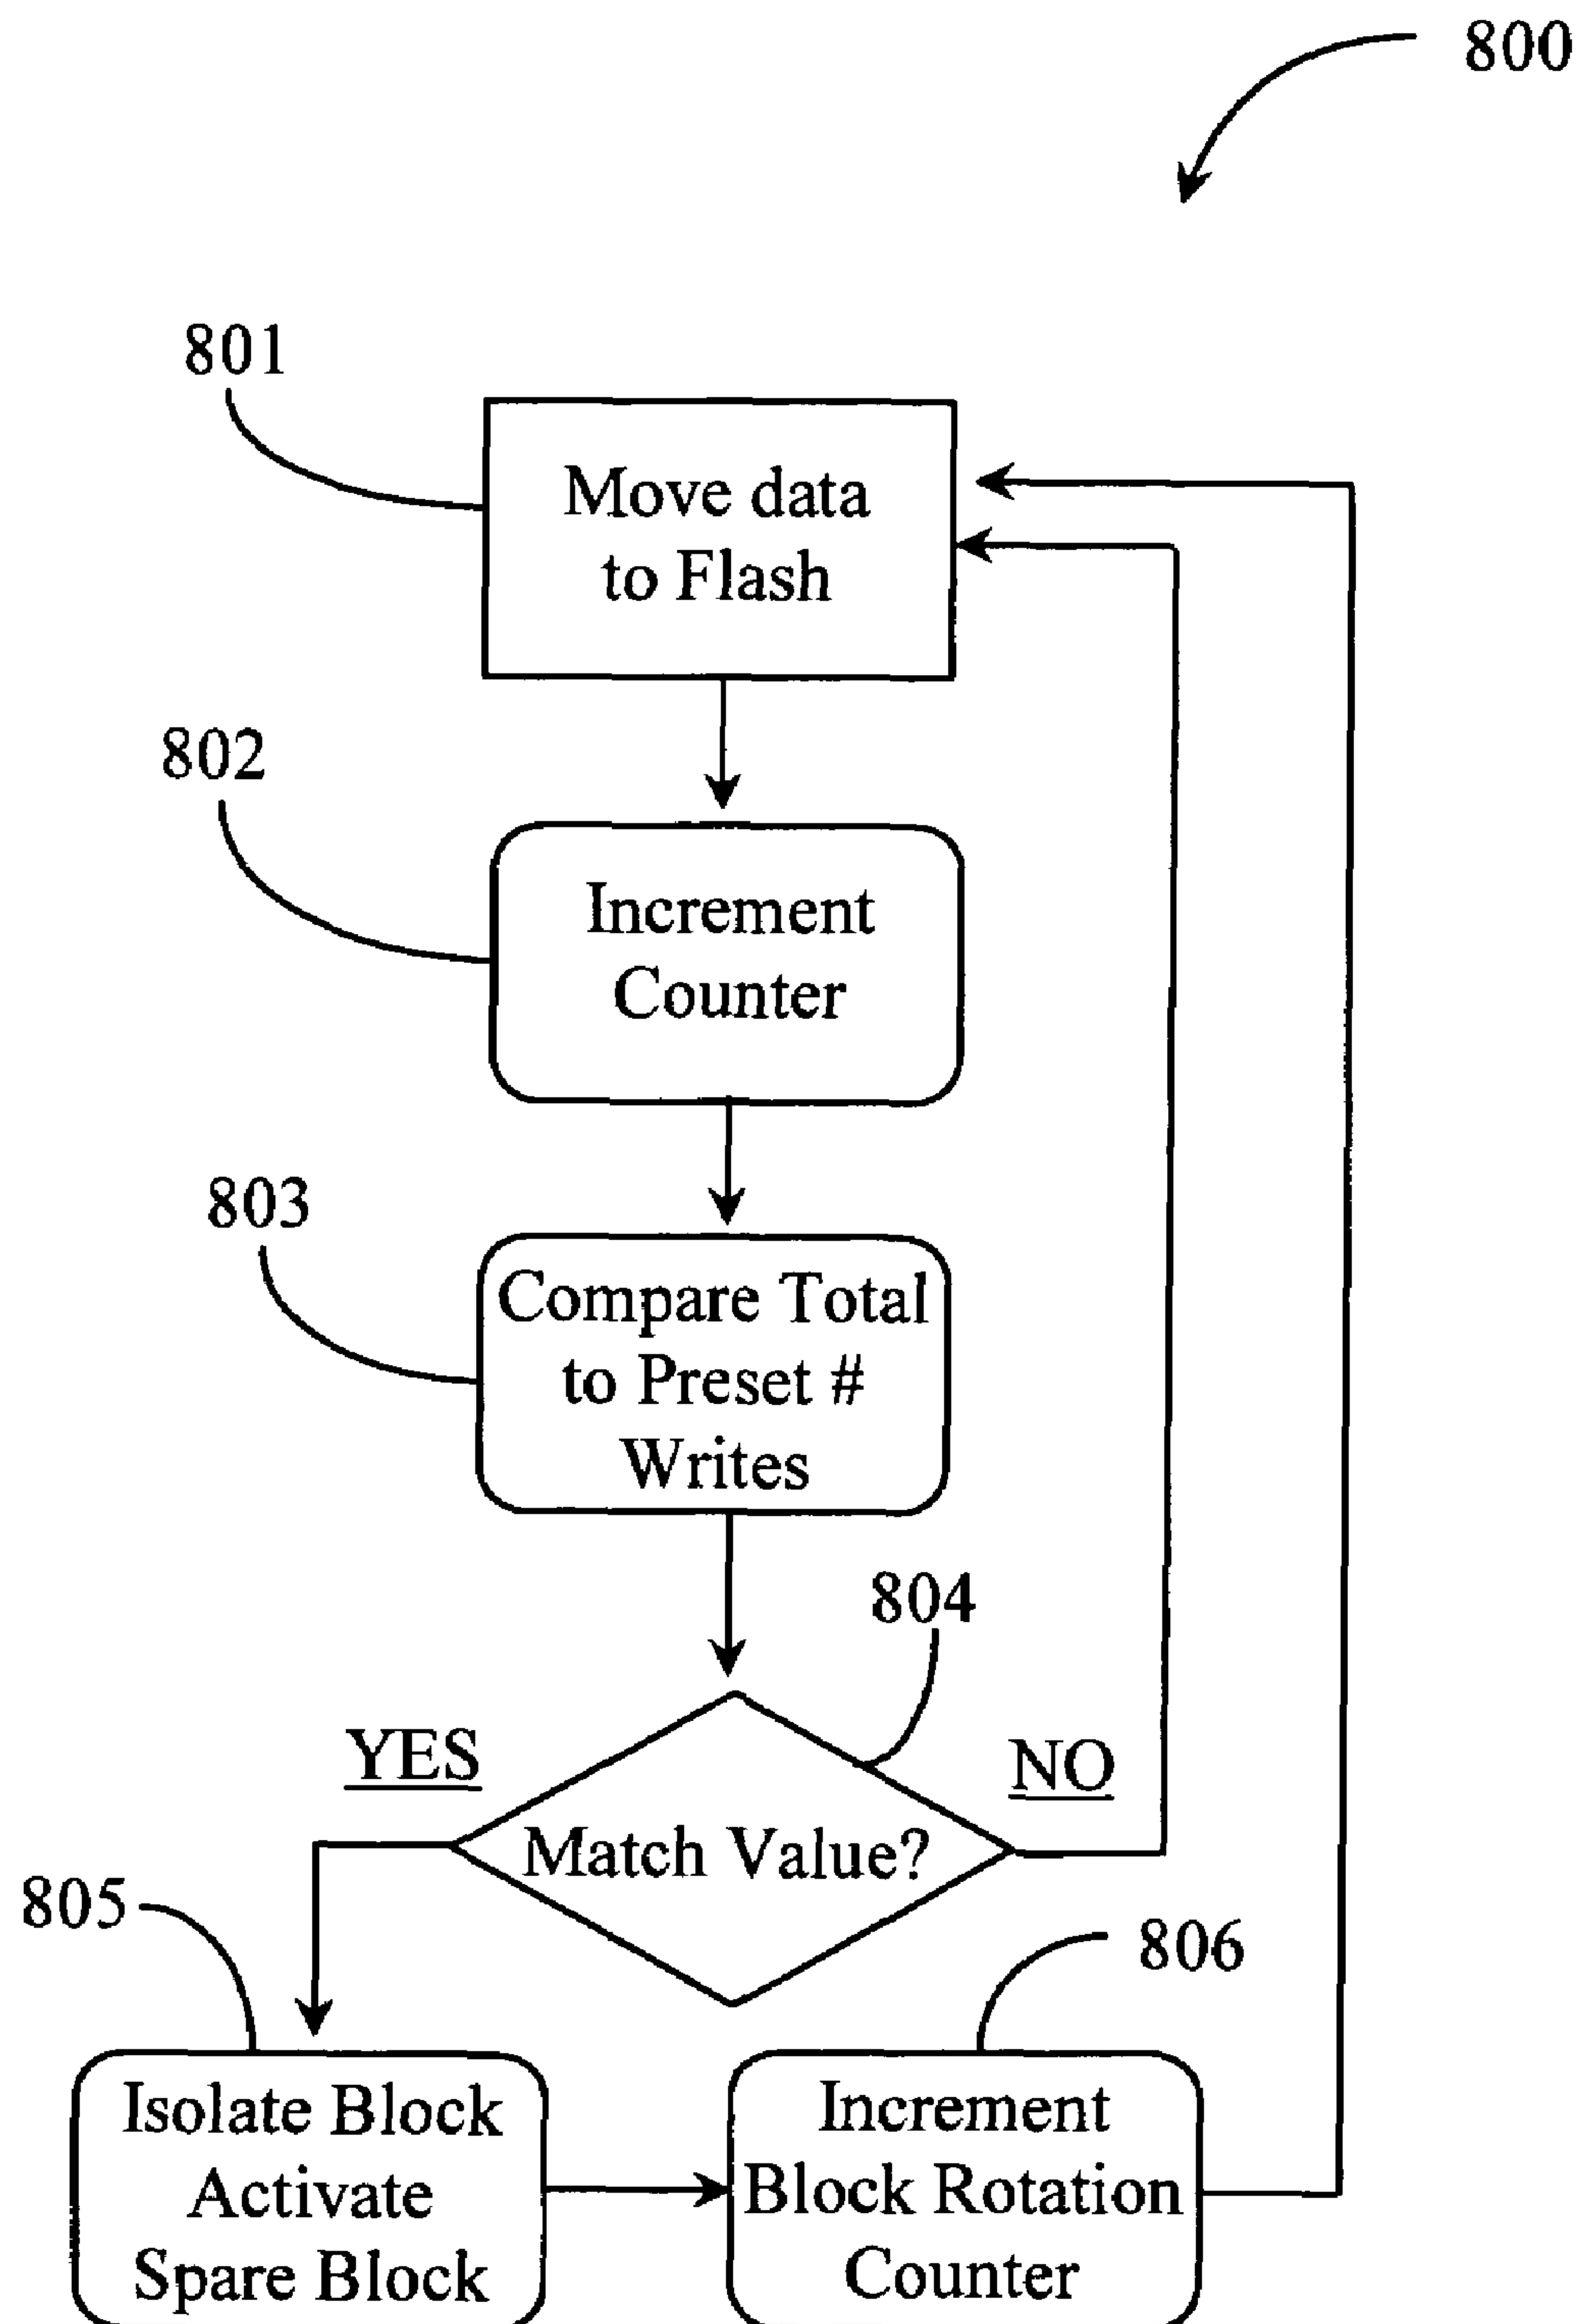 800
801
Move data
to Flash
802
Increment
Counter
803
Compare Total
to Preset #
Writes
804
YES
NO
Match Value?
805
806
Isolate Block
Activate
Spare Block
Increment
Block Rotation
Counter